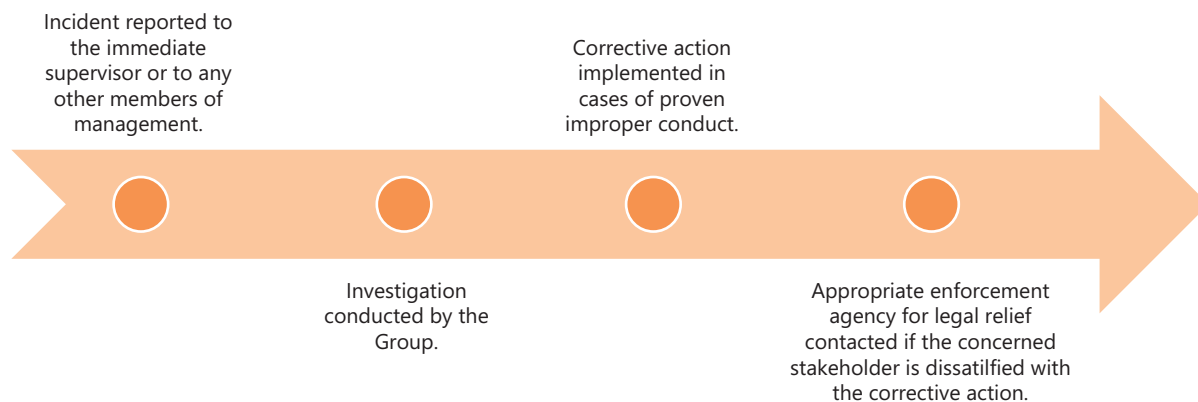 Incident reported to
the immediate
supervisor or to any
other members of
management.
Investigation
conducted by the
Group.
Corrective action
implemented in
cases of proven
improper conduct.
Appropriate enforcement
agency for legal relief
contacted if the concerned
stakeholder is dissatilfied with
the corrective action.